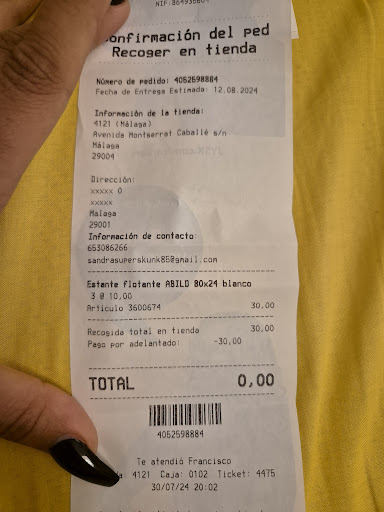 NIF:B64936604
onfirmación del ped
Recoger en tienda
Número de pedido: 4052598884
Fecha de Entrega Estimada: 12.08.2024
Información de la tienda:
4121 (Málaga)
Avenida Montserrat Caballé s/n
Málaga
29004
Dirección:
xxxxx 0
xxxxx
Malaga
29001
Información de contacto:
653086266
sandrasuperskunk85@gmail.com
Estante flotante ABILD 80x24 blanco
3 @ 10,00
Artículo 3600674 30,00
Recogida total en tienda 30,00
Pago por adelantado: -30,00
TOTAL 0,00
4052598884
Te atendió Francisco
4121 Caja: 0102 Ticket: 4475
30/07/24 20:02